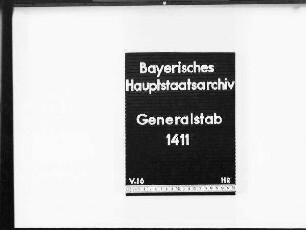 Bayerisches
Hauptstaatsarchiv
Generalstab
1411
V.16 HR